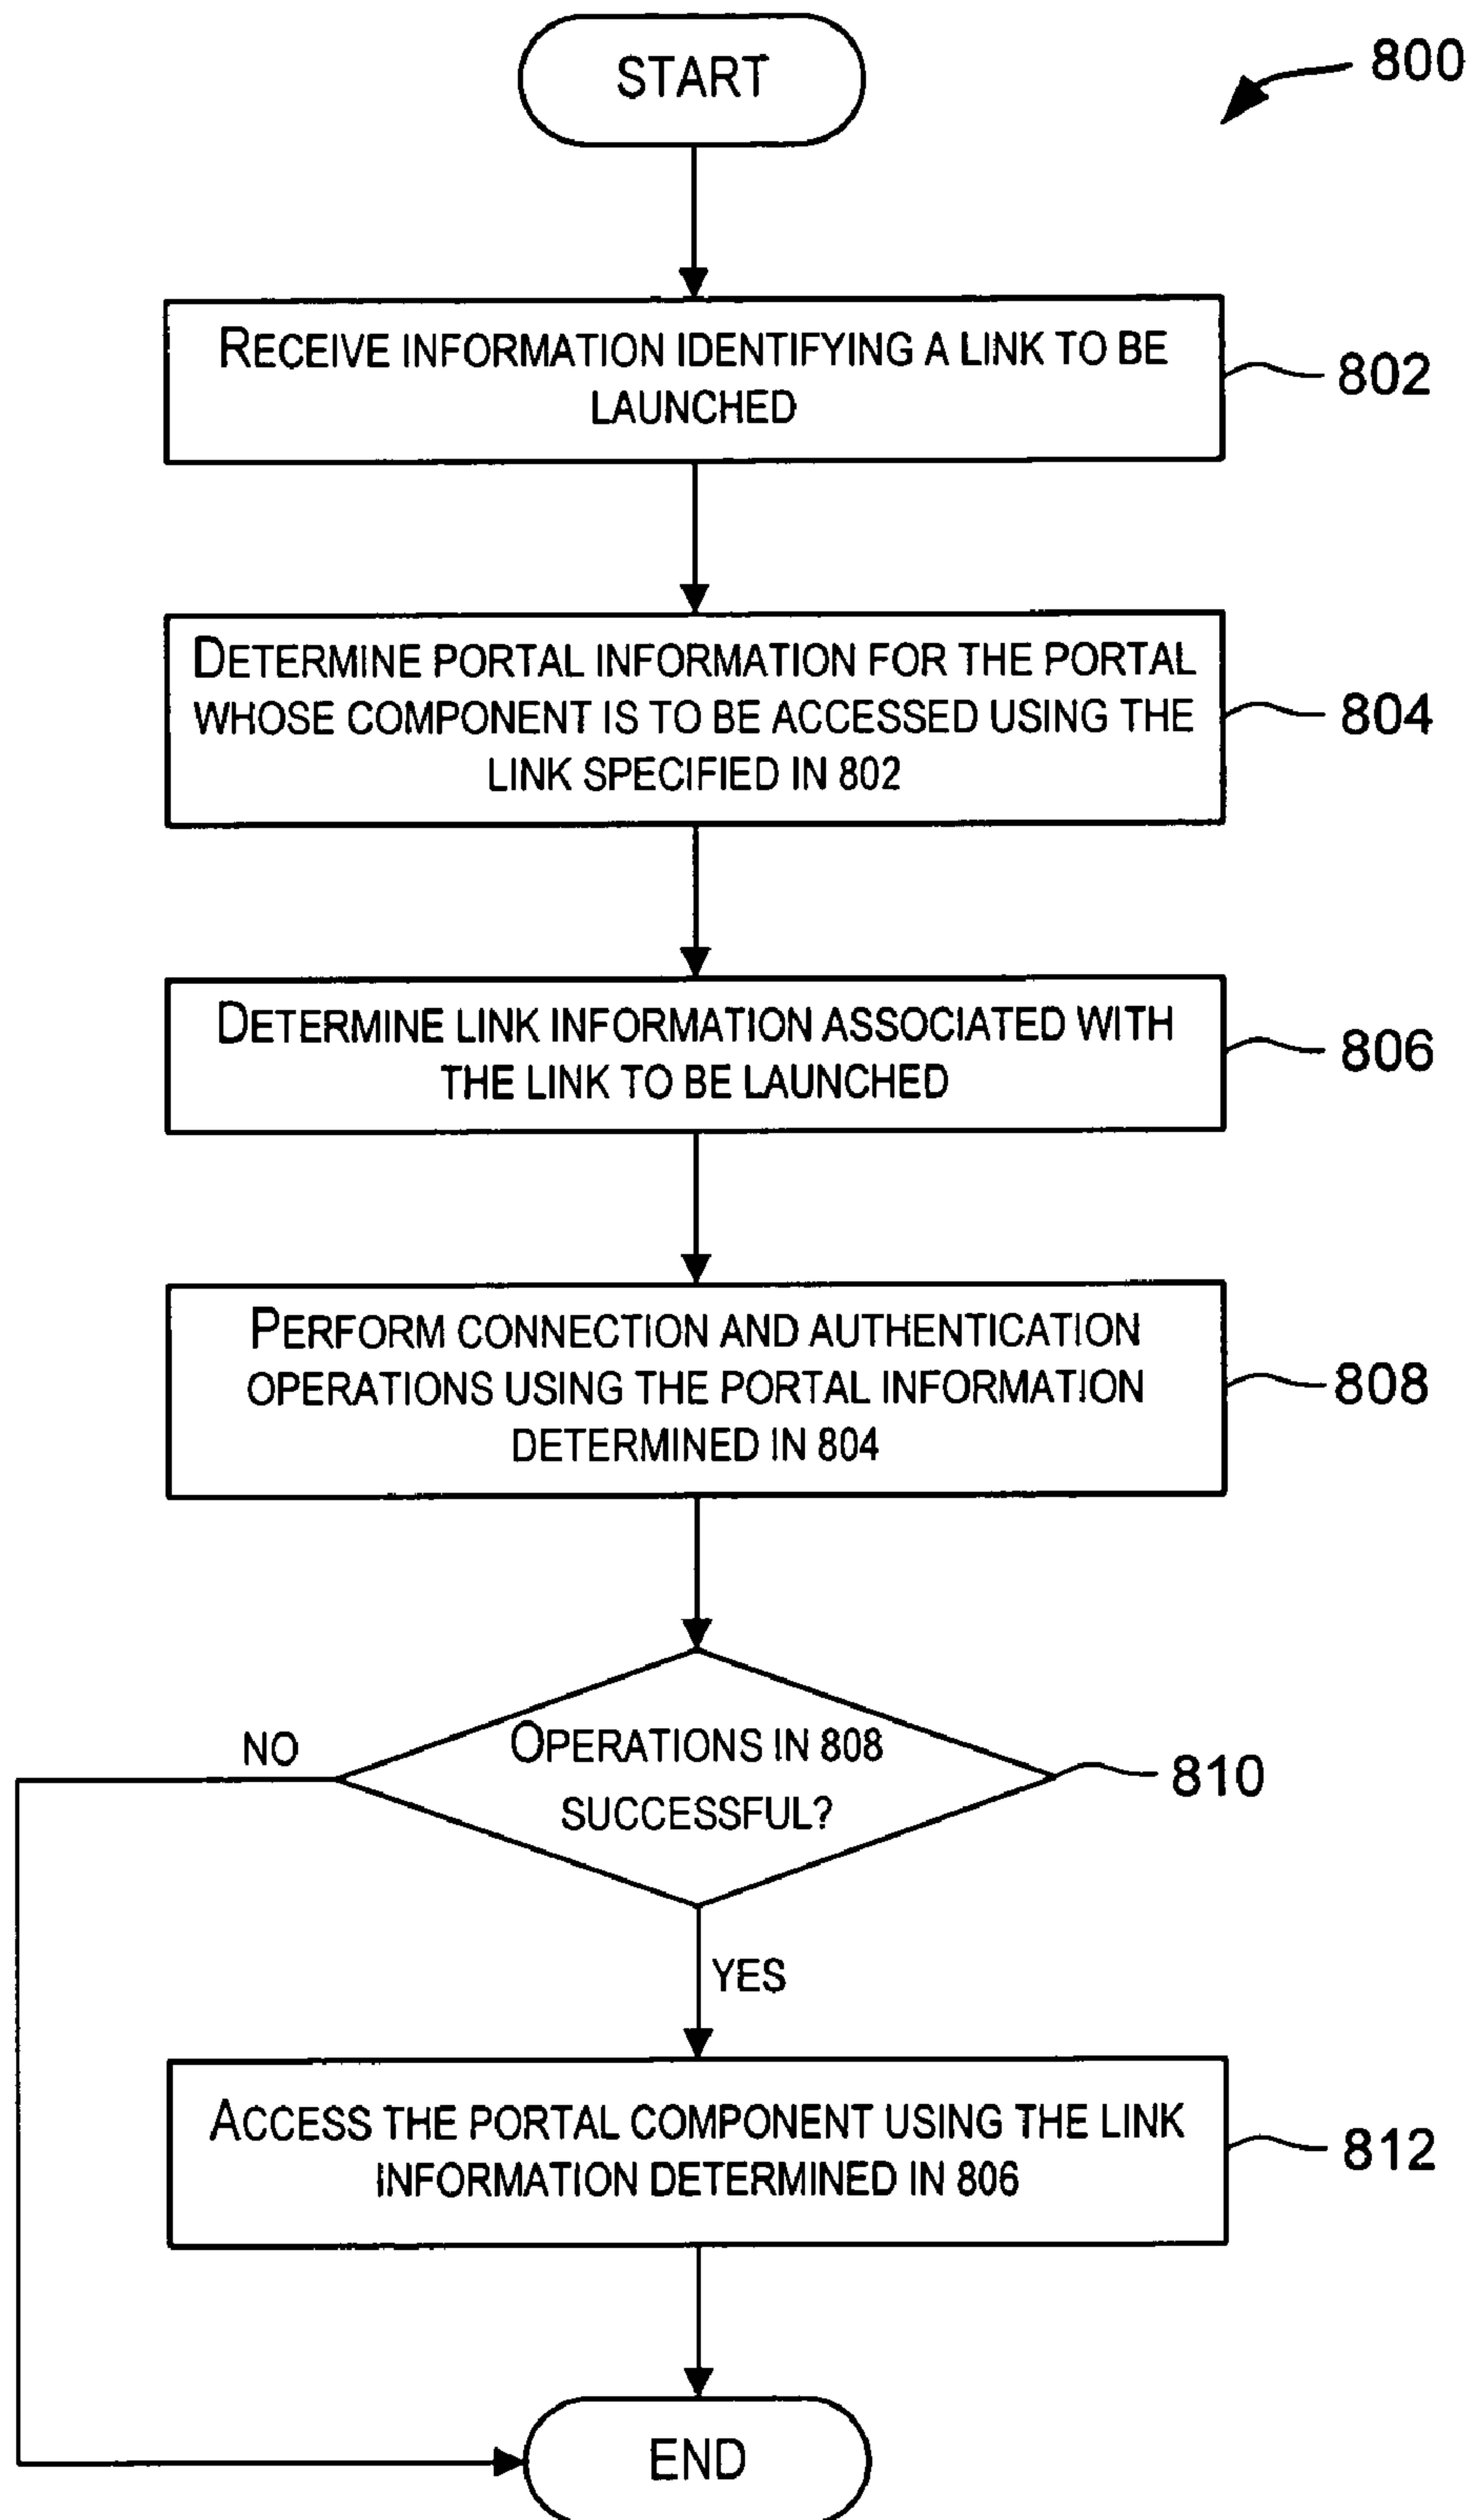 START
800
RECEIVE INFORMATION IDENTIFYING A LINK TO BE
LAUNCHED
802
DETERMINE PORTAL INFORMATION FOR THE PORTAL
WHOSE COMPONENT IS TO BE ACCESSED USING THE
LINK SPECIFIED IN 802
804
DETERMINE LINK INFORMATION ASSOCIATED WITH
THE LINK TO BE LAUNCHED
806
PERFORM CONNECTION AND AUTHENTICATION
OPERATIONS USING THE PORTAL INFORMATION
DETERMINED IN 804
808
NO
OPERATIONS IN 808
SUCCESSFUL?
810
YES
ACCESS THE PORTAL COMPONENT USING THE LINK
INFORMATION DETERMINED IN 806
812
END